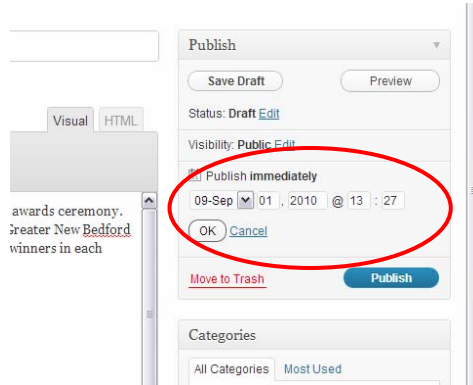 Publish
Save Draft Preview
Status: Draft Edit
Visual HTML
Visibility: Public Edit
Publish immediately
awards ceremony.
09-Sep 01 , 2010 @ 13 : 27
Greater New Bedford
winners in each
OK Cancel
Move to Trash Publish
Categories
All Categories Most Used